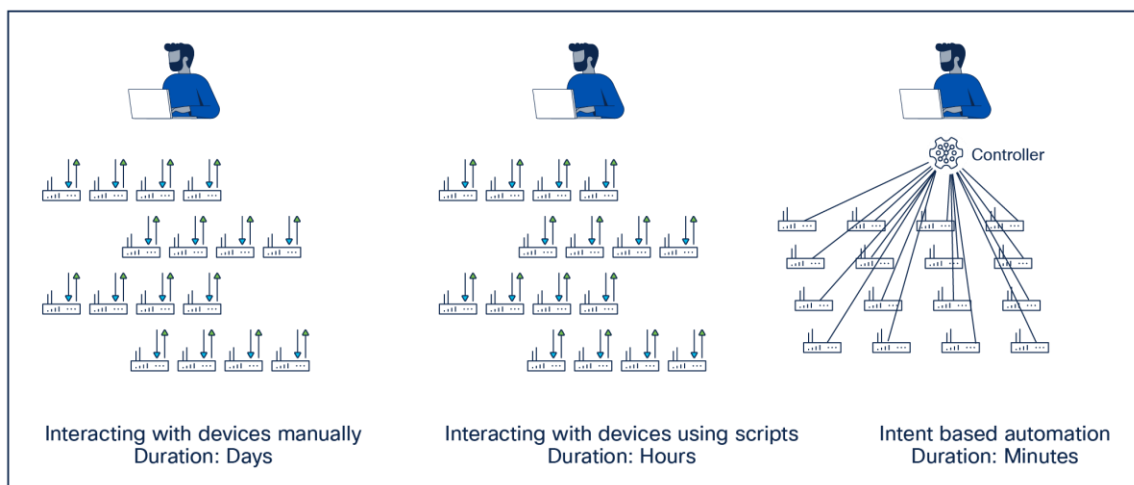 Controller
Interacting with devices manually
Duration: Days
Interacting with devices using scripts
Duration: Hours
Intent based automation
Duration: Minutes